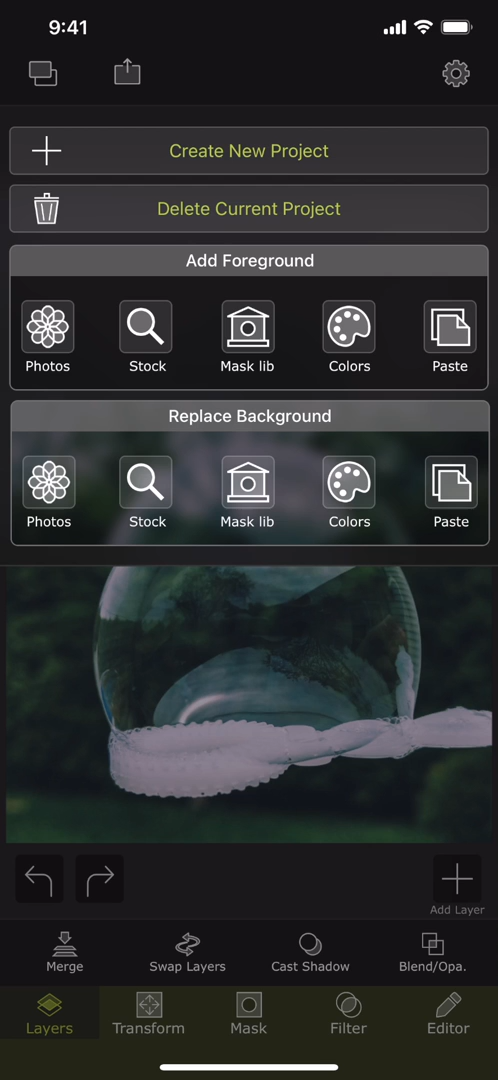 9:41
Create New Project
Delete Current Project
Add Foreground
Photos Stock Mask lib Colors Paste
Replace Background
Photos Stock Mask lib Colors Paste
Add Layer
Merge Swap Layers Cast Shadow Blend/Opa.
Layers Transform Mask Filter Editor